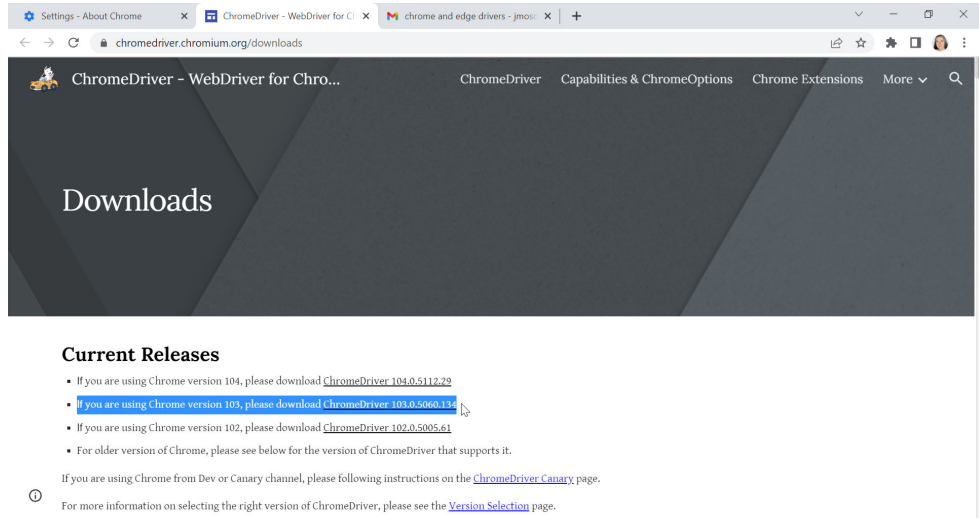 Settings - About Chrome
ChromeDriver - WebDriver for Ch
chrome and edge drivers - jmoso
chromedriver.chromium.org/downloads
ChromeDriver - WebDriver for Chro...
ChromeDriver
Capabilities & ChromeOptions
Chrome Extensions
More
Downloads
Current Releases
If you are using Chrome version 104, please download ChromeDriver 104.0.5112.29
If you are using Chrome version 103, please download ChromeDriver 103.0.5060.134
If you are using Chrome version 102, please download ChromeDriver 102.0.5005.61
For older version of Chrome, please see below for the version of ChromeDriver that supports it.
If you are using Chrome from Dev or Canary channel, please following instructions on the ChromeDriver Canary page.
For more information on selecting the right version of ChromeDriver, please see the Version Selection page.